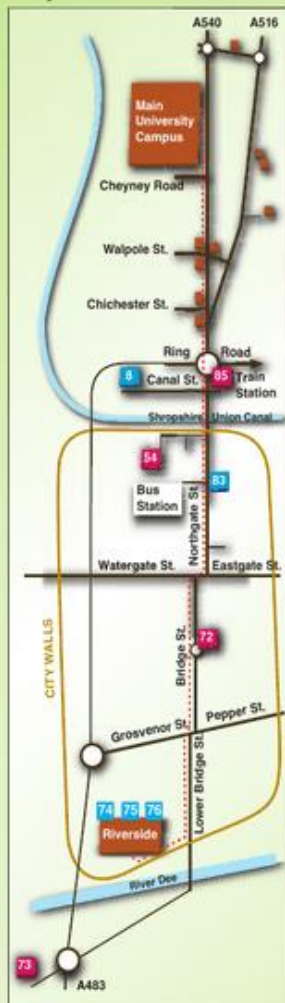 A540 A516
Main
University
Campus
Cheyney Road
Walpole St.
Chichester St.
Ring Road
8 85
Canal St. Train
Station
Shropshire Union Canal
54
Bus
Station
83
Northgate St.
Watergate St. Eastgate St.
CITY WALLS
Bridge St.
72
Grosvenor St. Pepper St.
Lower Bridge St.
74 75 76
Riverside
River Dee
73
A483